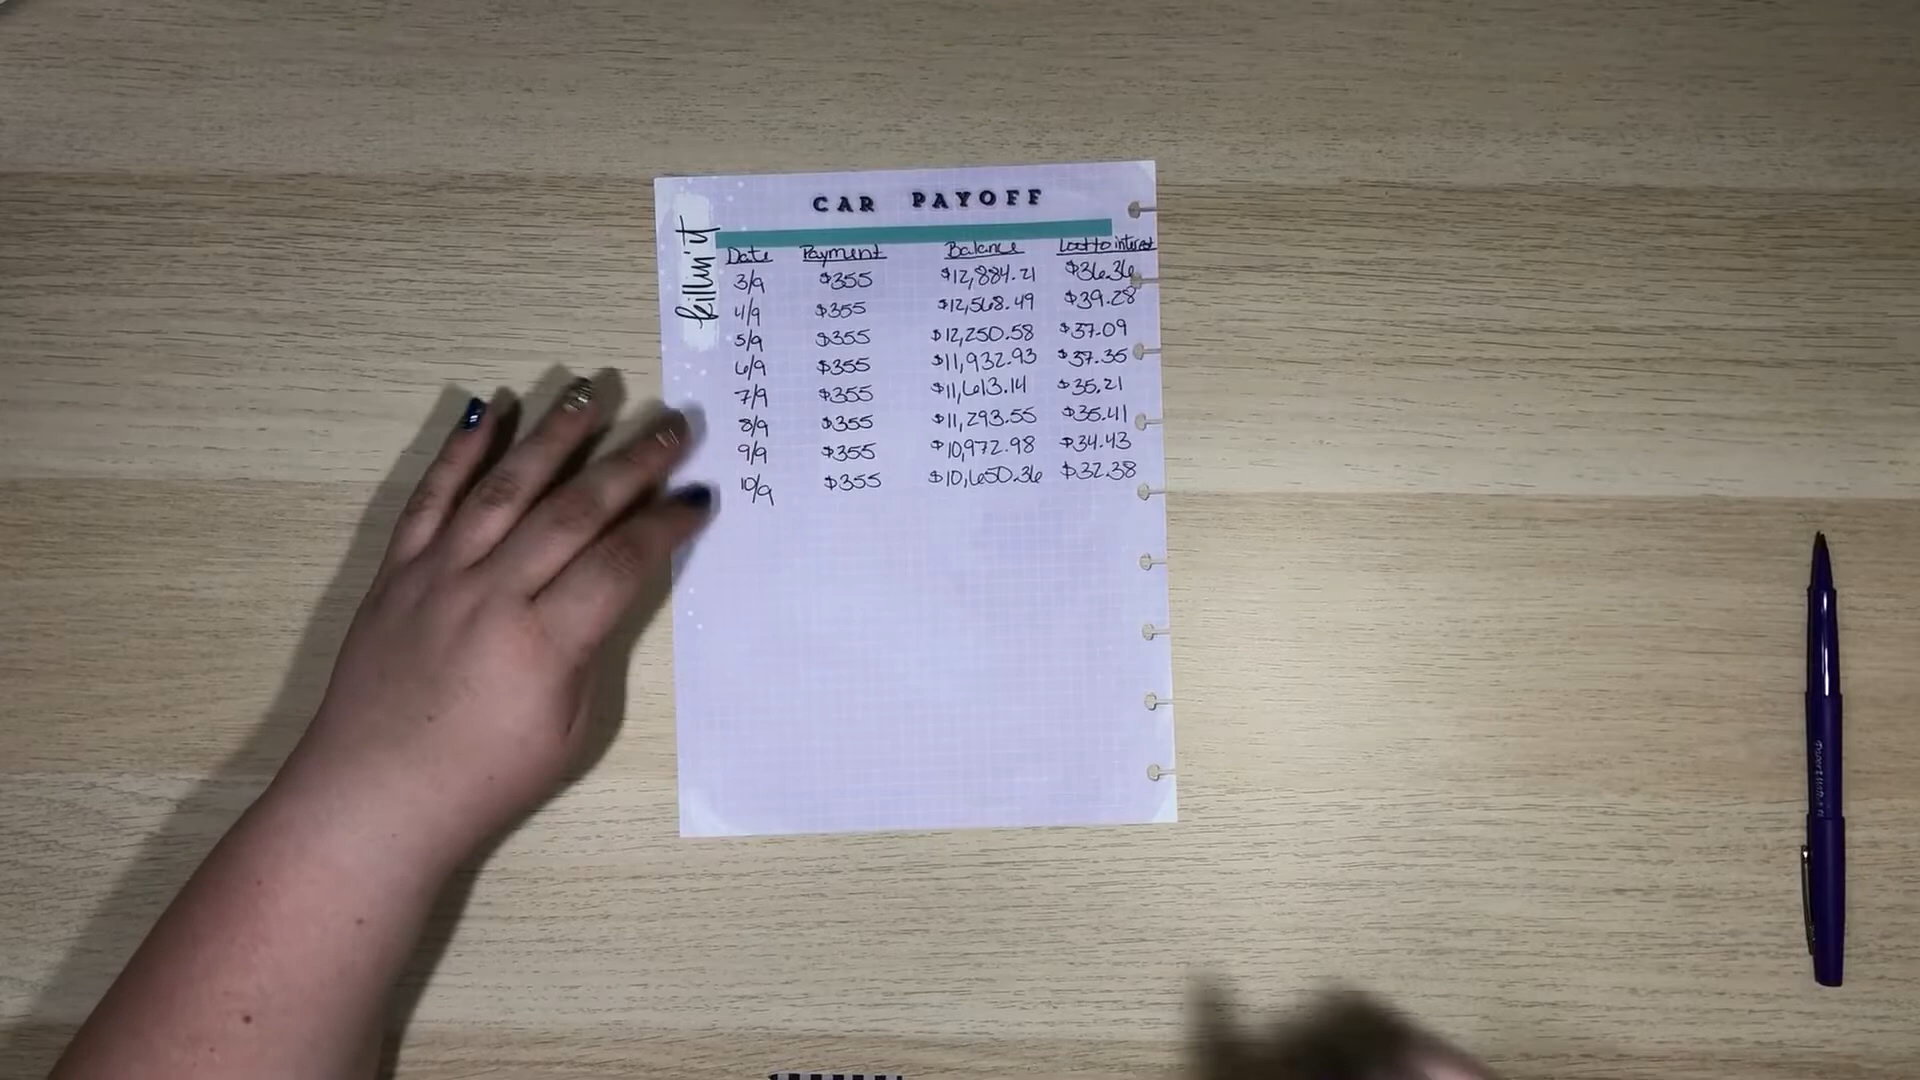 CAR PAYOFF
killin' it
Date Payment Balance Lost to interest
3/9 $355 $12,884.21 $36.36
4/9 $355 $12,568.49 $39.28
5/9 $355 $12,250.58 $37.09
6/9 $355 $11,932.93 $37.35
7/9 $355 $11,613.14 $35.21
8/9 $355 $11,293.55 $35.41
9/9 $355 $10,972.98 $34.43
10/9 $355 $10,650.36 $32.38